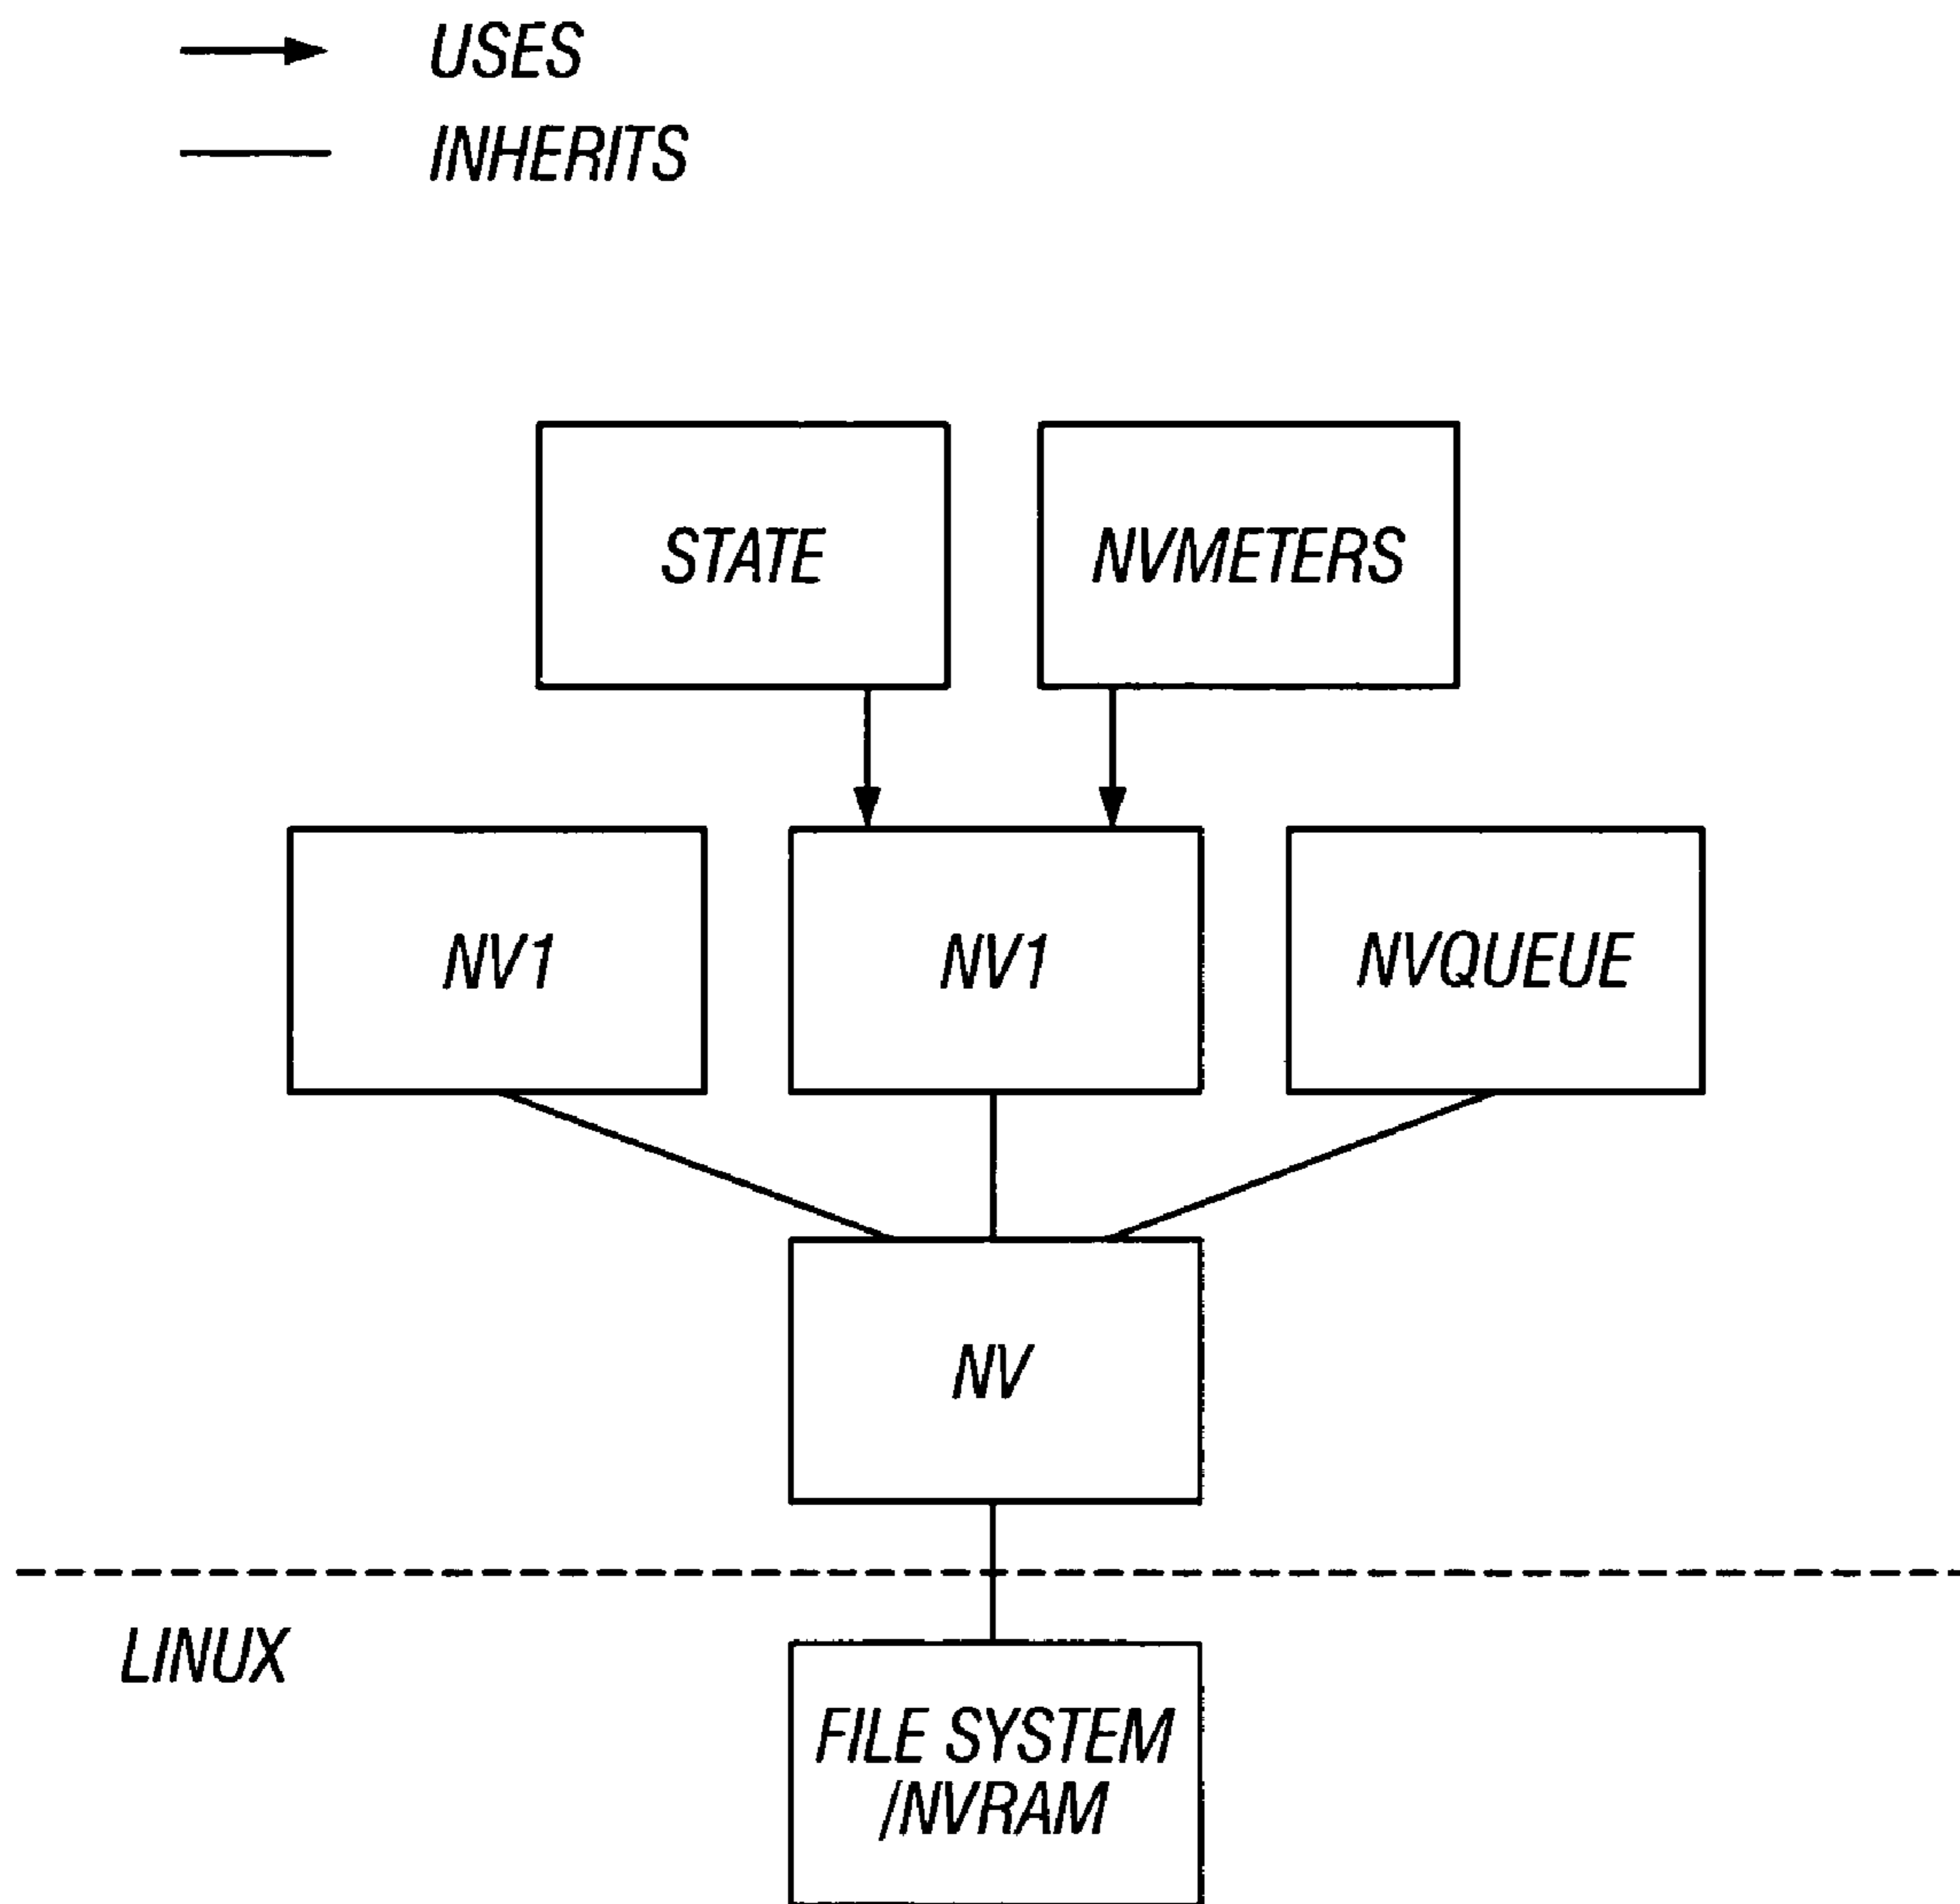 USES
INHERITS
STATE
NVMETERS
NV1
NV1
NVQUEUE
NV
LINUX
FILE SYSTEM
/NVRAM